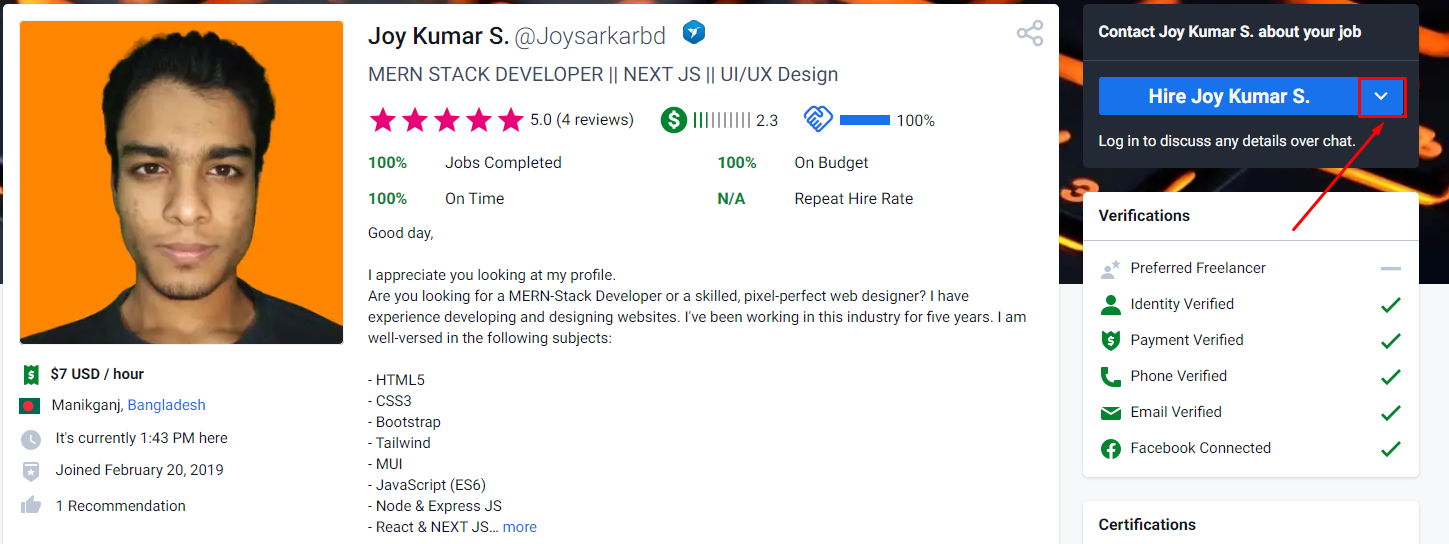 Joy Kumar S. @Joysarkarbd
MERN STACK DEVELOPER || NEXT JS || UI/UX Design
5.0 (4 reviews) 2.3 100%
100% Jobs Completed 100% On Budget
100% On Time N/A Repeat Hire Rate
Good day,
I appreciate you looking at my profile.
Are you looking for a MERN-Stack Developer or a skilled, pixel-perfect web designer? I have
experience developing and designing websites. I've been working in this industry for five years. I am
well-versed in the following subjects:
- HTML5
- CSS3
- Bootstrap
- Tailwind
- MUI
- JavaScript (ES6)
- Node & Express JS
- React & NEXT JS... more
$7 USD / hour
Manikganj, Bangladesh
It's currently 1:43 PM here
Joined February 20, 2019
1 Recommendation
Contact Joy Kumar S. about your job
Hire Joy Kumar S.
Log in to discuss any details over chat.
Verifications
Preferred Freelancer
Identity Verified
Payment Verified
Phone Verified
Email Verified
Facebook Connected
Certifications